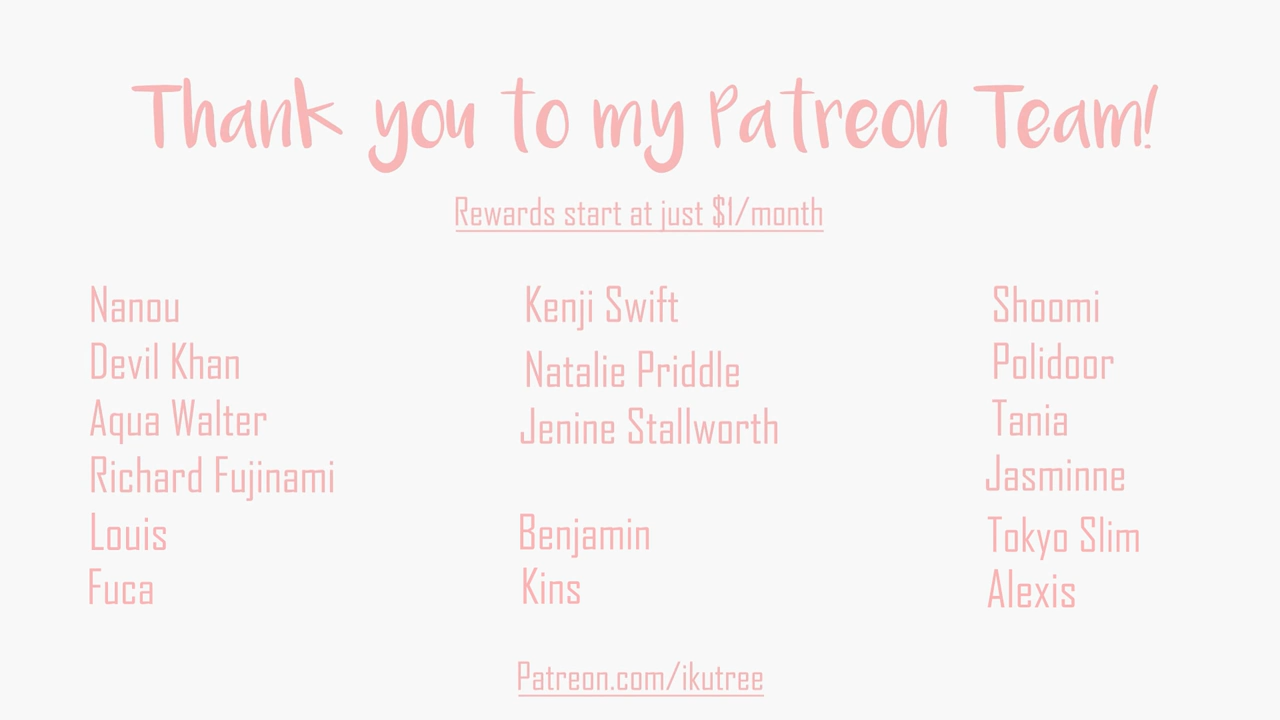 Thank you to my Patreon Team!
Rewards start at just $1/month
Nanou
Devil Khan
Aqua Walter
Richard Fujinami
Louis
Fuca
Kenji Swift
Natalie Priddle
Jenine Stallworth
Benjamin
Kins
Shoomi
Polidoor
Tania
Jasminne
Tokyo Slim
Alexis
Patreon.com/ikutree